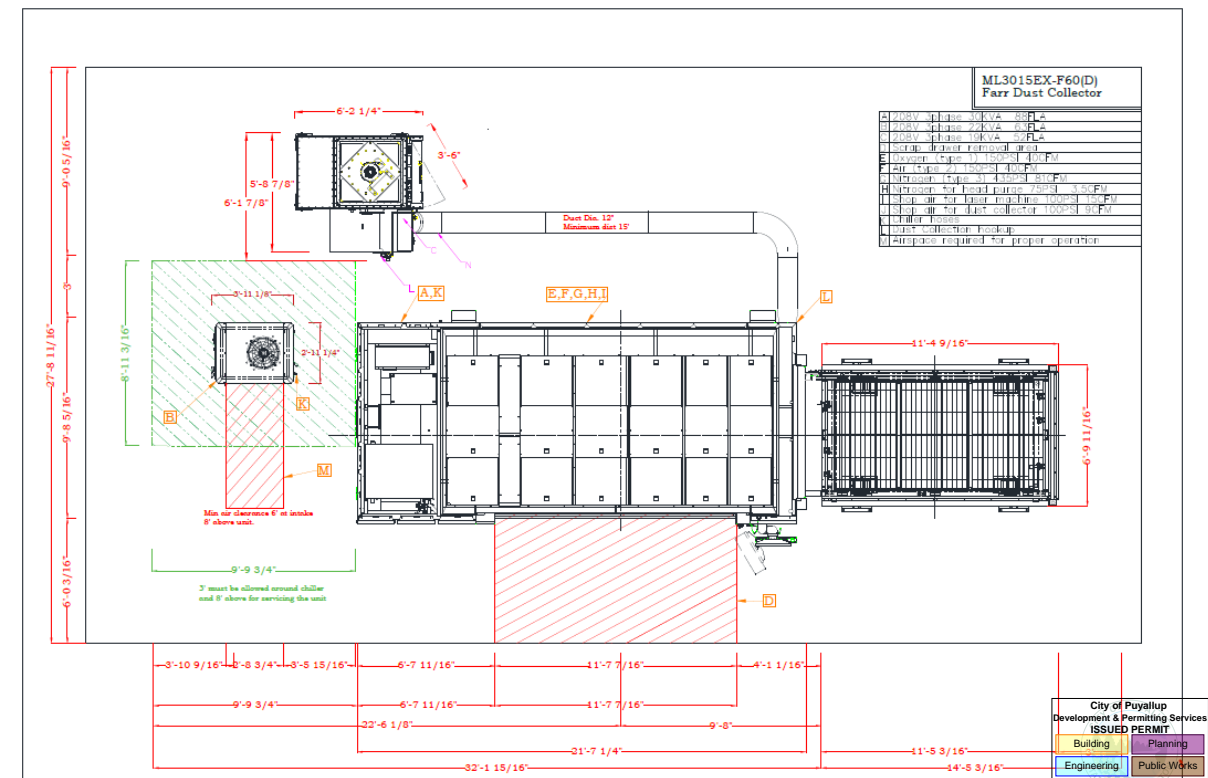 ML3015EX-F60(D)
Farr Dust Collector
A 208V 3phase 30KVA 88FLA
B 208V 3phase 22KVA 63FLA
C 208V 3phase 19KVA 52FLA
D Scrap drawer removal area
E Oxygen (type 1) 150PSI 40CFM
F Air (type 2) 150PSI 40CFM
G Nitrogen (type 3) 435PSI 81CFM
H Nitrogen for head purge 75PSI 3.5CFM
I Shop air for laser machine 100PSI 15CFM
J Shop air for dust collector 100PSI 9CFM
K Chiller hoses
L Dust Collection hookup
M Airspace required for proper operation
6'-2 1/4"
3'-6"
5'-8 7/8"
6'-1 7/8"
9'-0 5/16"
Duct Dia. 12"
Minimum dist 15'
C
N
L
A,K
E,F,G,H,I
L
3'-11 1/8"
2'-11 1/4"
3'
8'-11 3/16"
27'-8 11/16"
9'-8 5/16"
11'-4 9/16"
6'-9 11/16"
B
K
M
Min air clearance 6' at intake
8' above unit.
9'-9 3/4"
3' must be allowed around chiller
and 8' above for servicing the unit
6'-0 3/16"
D
3'-10 9/16"
2'-8 3/4"
3'-5 15/16"
6'-7 11/16"
11'-7 7/16"
4'-1 1/16"
9'-9 3/4"
6'-7 11/16"
11'-7 7/16"
22'-6 1/8"
9'-8"
21'-7 1/4"
11'-5 3/16"
32'-1 15/16"
14'-5 3/16"
City of Puyallup
Development & Permitting Services
ISSUED PERMIT
Building
Planning
Engineering
Public Works